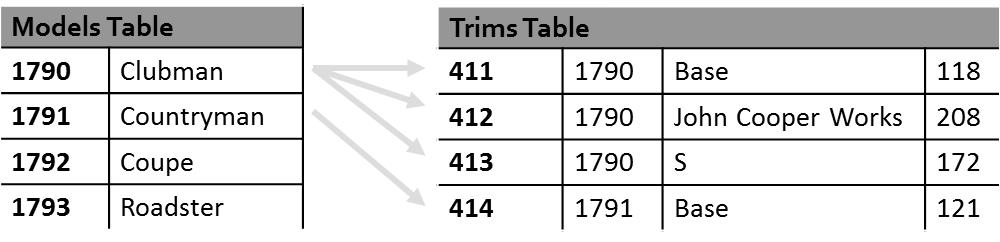 Models Table
1790 Clubman
1791 Countryman
1792 Coupe
1793 Roadster
Trims Table
411 1790 Base 118
412 1790 John Cooper Works 208
413 1790 S 172
414 1791 Base 121